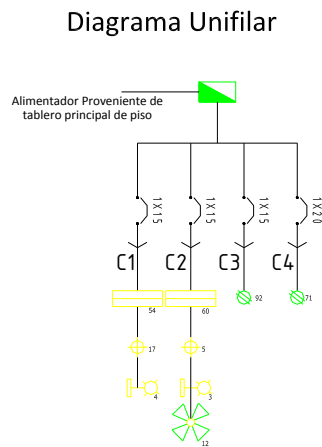 Diagrama Unifilar
Alimentador Proveniente de
tablero principal de piso
1X15
1X15
1X15
1X20
C1
C2
C3
C4
54
60
92
71
17
5
4
3
12